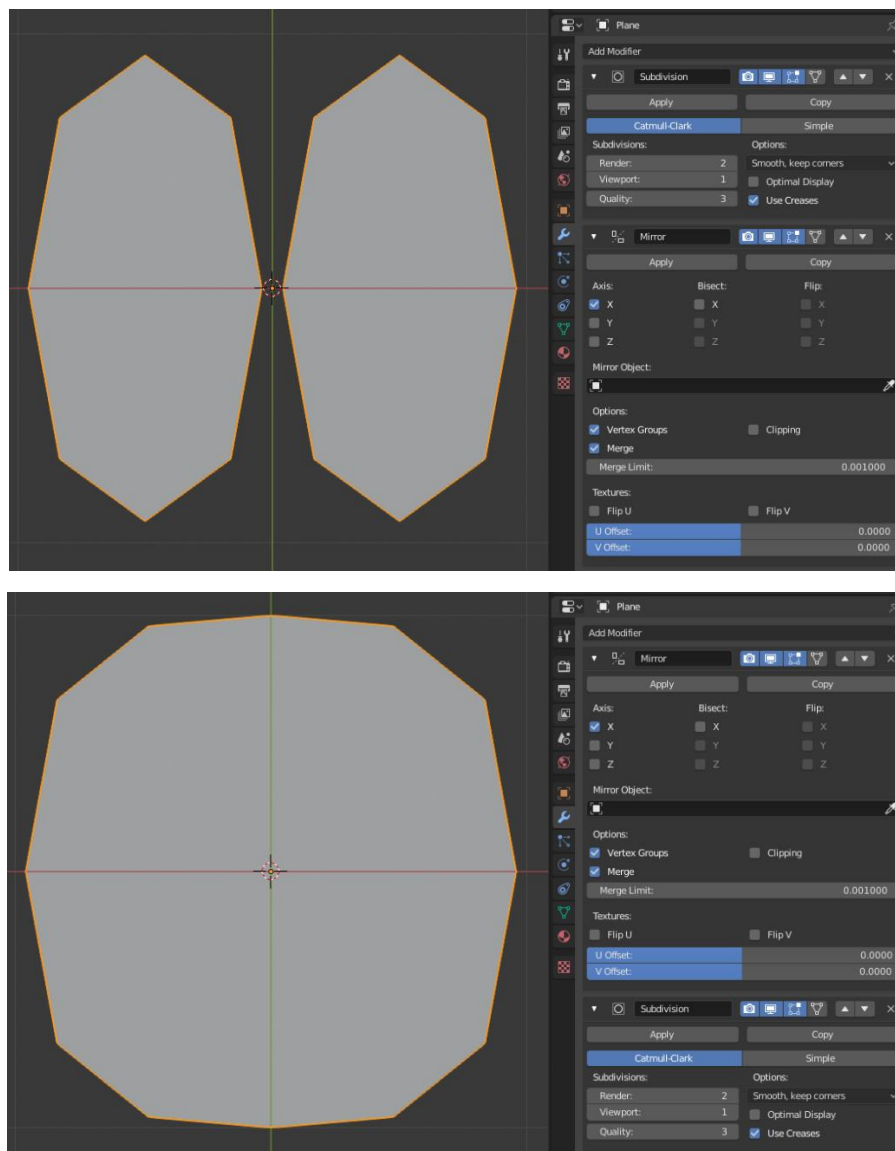 Plane
Add Modifier
Subdivision
Apply Copy
Catmull-Clark Simple
Subdivisions: Options:
Render: 2 Smooth, keep corners
Viewport: 1 Optimal Display
Quality: 3 Use Creases
Mirror
Apply Copy
Axis: Bisect: Flip:
X X X
Y Y Y
Z Z Z
Mirror Object:
Options:
Vertex Groups Clipping
Merge
Merge Limit: 0.001000
Textures:
Flip U Flip V
U Offset: 0.0000
V Offset: 0.0000
Plane
Add Modifier
Mirror
Apply Copy
Axis: Bisect: Flip:
X X X
Y Y Y
Z Z Z
Mirror Object:
Options:
Vertex Groups Clipping
Merge
Merge Limit: 0.001000
Textures:
Flip U Flip V
U Offset: 0.0000
V Offset: 0.0000
Subdivision
Apply Copy
Catmull-Clark Simple
Subdivisions: Options:
Render: 2 Smooth, keep corners
Viewport: 1 Optimal Display
Quality: 3 Use Creases